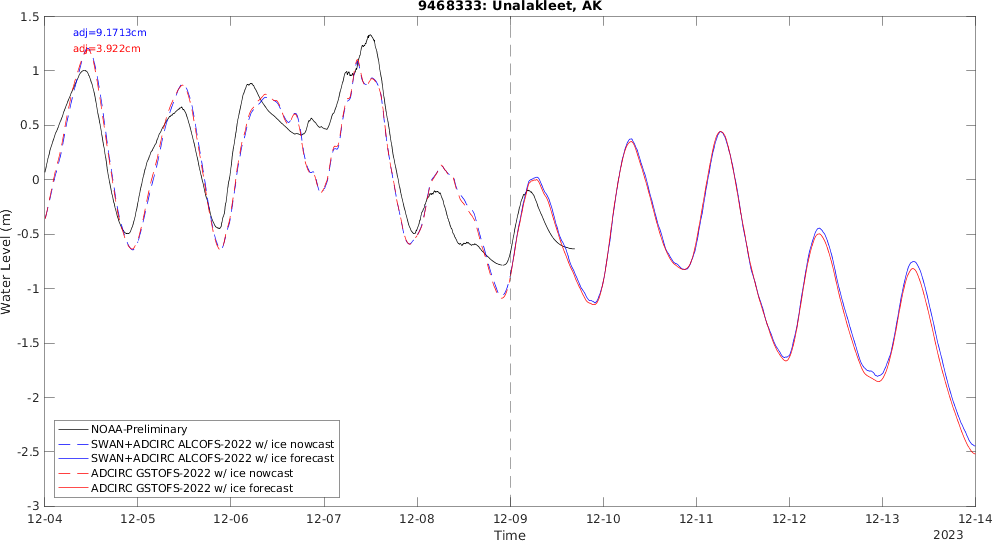 9468333: Unalakleet, AK
1.5
adj=9.1713cm
adj=3.922cm
1
0.5
0
-0.5
-1
-1.5
-2
-2.5
-3
Water Level (m)
NOAA-Preliminary
SWAN+ADCIRC ALCOFS-2022 w/ ice nowcast
SWAN+ADCIRC ALCOFS-2022 w/ ice forecast
ADCIRC GSTOFS-2022 w/ ice nowcast
ADCIRC GSTOFS-2022 w/ ice forecast
12-04 12-05 12-06 12-07 12-08 12-09 12-10 12-11 12-12 12-13 12-14
Time
2023